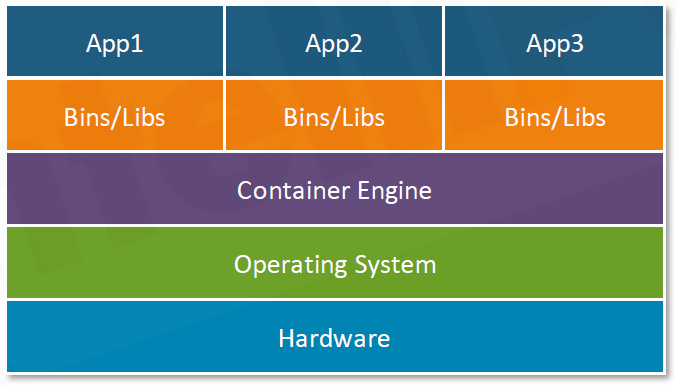 App1 App2 App3
Bins/Libs Bins/Libs Bins/Libs
Container Engine
Operating System
Hardware